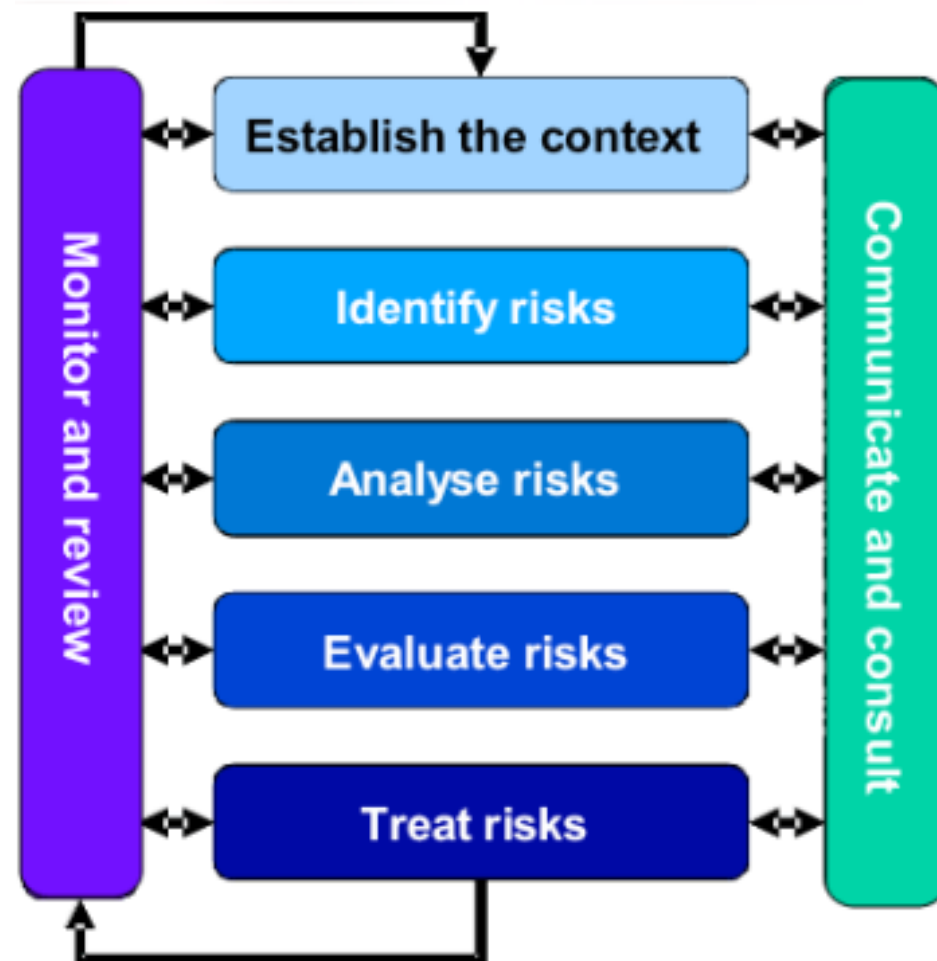 Establish the context
Identify risks
Analyse risks
Evaluate risks
Treat risks
Monitor and review
Communicate and consult